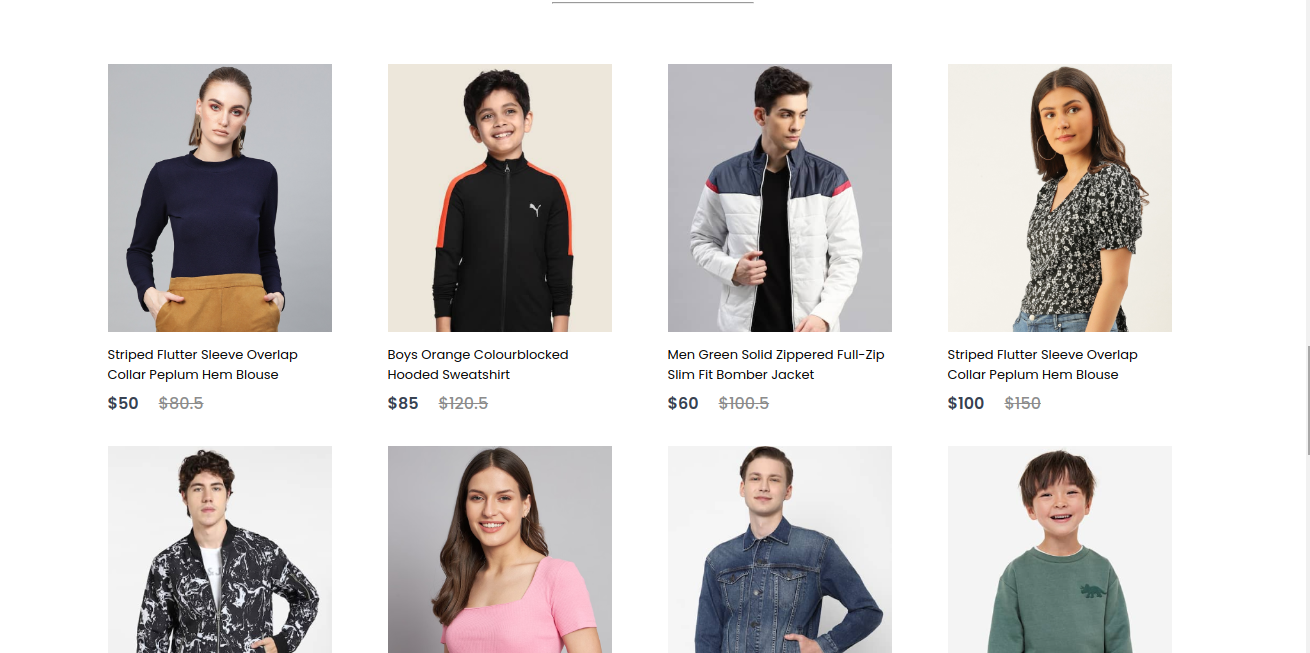 Striped Flutter Sleeve Overlap
Collar Peplum Hem Blouse
$50 $80.5
Boys Orange Colourblocked
Hooded Sweatshirt
$85 $120.5
Men Green Solid Zippered Full-Zip
Slim Fit Bomber Jacket
$60 $100.5
Striped Flutter Sleeve Overlap
Collar Peplum Hem Blouse
$100 $150